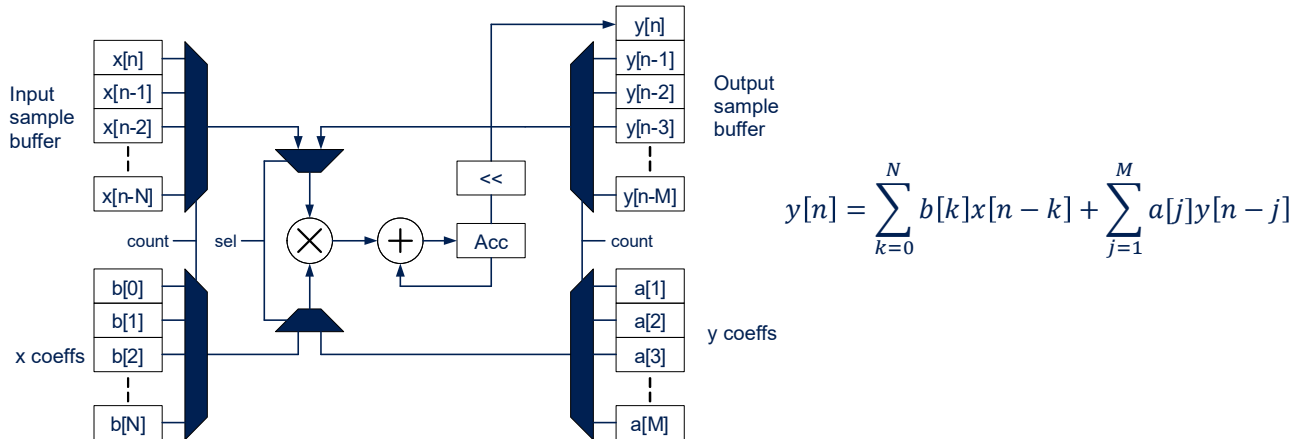 Input
sample
buffer
x[n]
x[n-1]
x[n-2]
x[n-N]
count
sel
x coeffs
b[0]
b[1]
b[2]
b[N]
×
+
Acc
<<
y[n]
y[n-1]
y[n-2]
y[n-3]
y[n-M]
Output
sample
buffer
count
a[1]
a[2]
a[3]
a[M]
y coeffs
y[n] = ∑_{k=0}^{N} b[k]x[n − k] + ∑_{j=1}^{M} a[j]y[n − j]